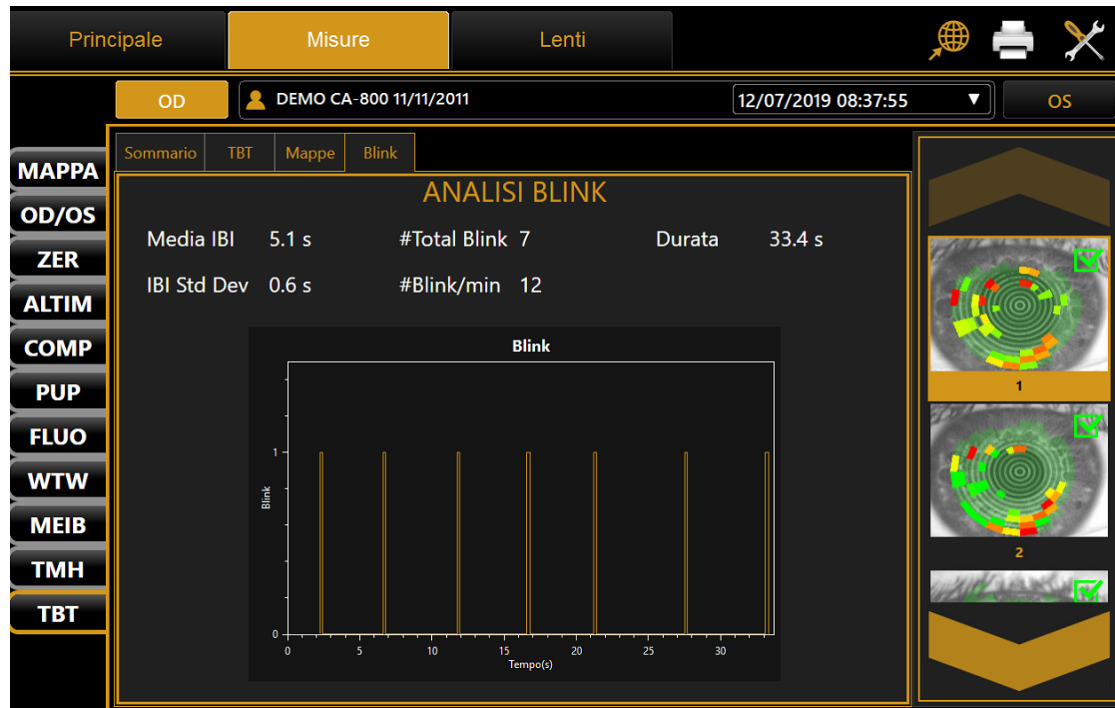 Principale Misure Lenti
OD DEMO CA-800 11/11/2011 12/07/2019 08:37:55 ▼ OS
Sommario TBT Mappe Blink
MAPPA
OD/OS
ZER
ALTIM
COMP
PUP
FLUO
WTW
MEIB
TMH
TBT
ANALISI BLINK
Media IBI 5.1 s #Total Blink 7 Durata 33.4 s
IBI Std Dev 0.6 s #Blink/min 12
Blink
1
0
Blink
0 5 10 15 20 25 30
Tempo(s)
1
2